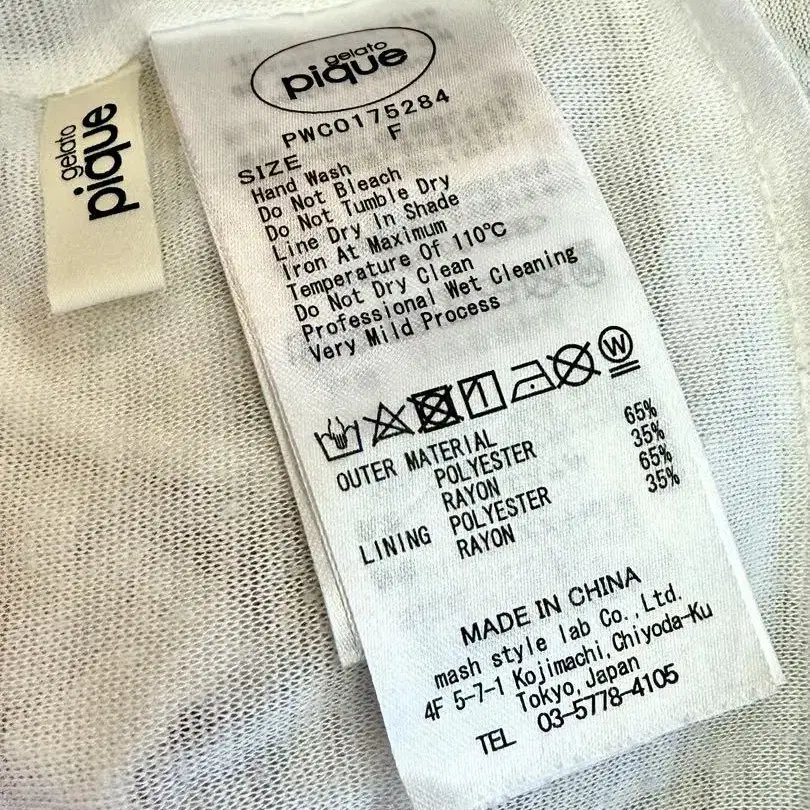 gelato
pique
gelato
pique
PWCO175284
SIZE F
Hand Wash
Do Not Bleach
Do Not Tumble Dry
Line Dry In Shade
Iron At Maximum
Temperature Of 110℃
Do Not Dry Clean
Professional Wet Cleaning
Very Mild Process
W
OUTER MATERIAL
POLYESTER 65%
RAYON 35%
LINING POLYESTER 65%
RAYON 35%
MADE IN CHINA
mash style lab Co.,Ltd.
4F 5-7-1 Kojimachi,Chiyoda-Ku
Tokyo,Japan
TEL 03-5778-4105